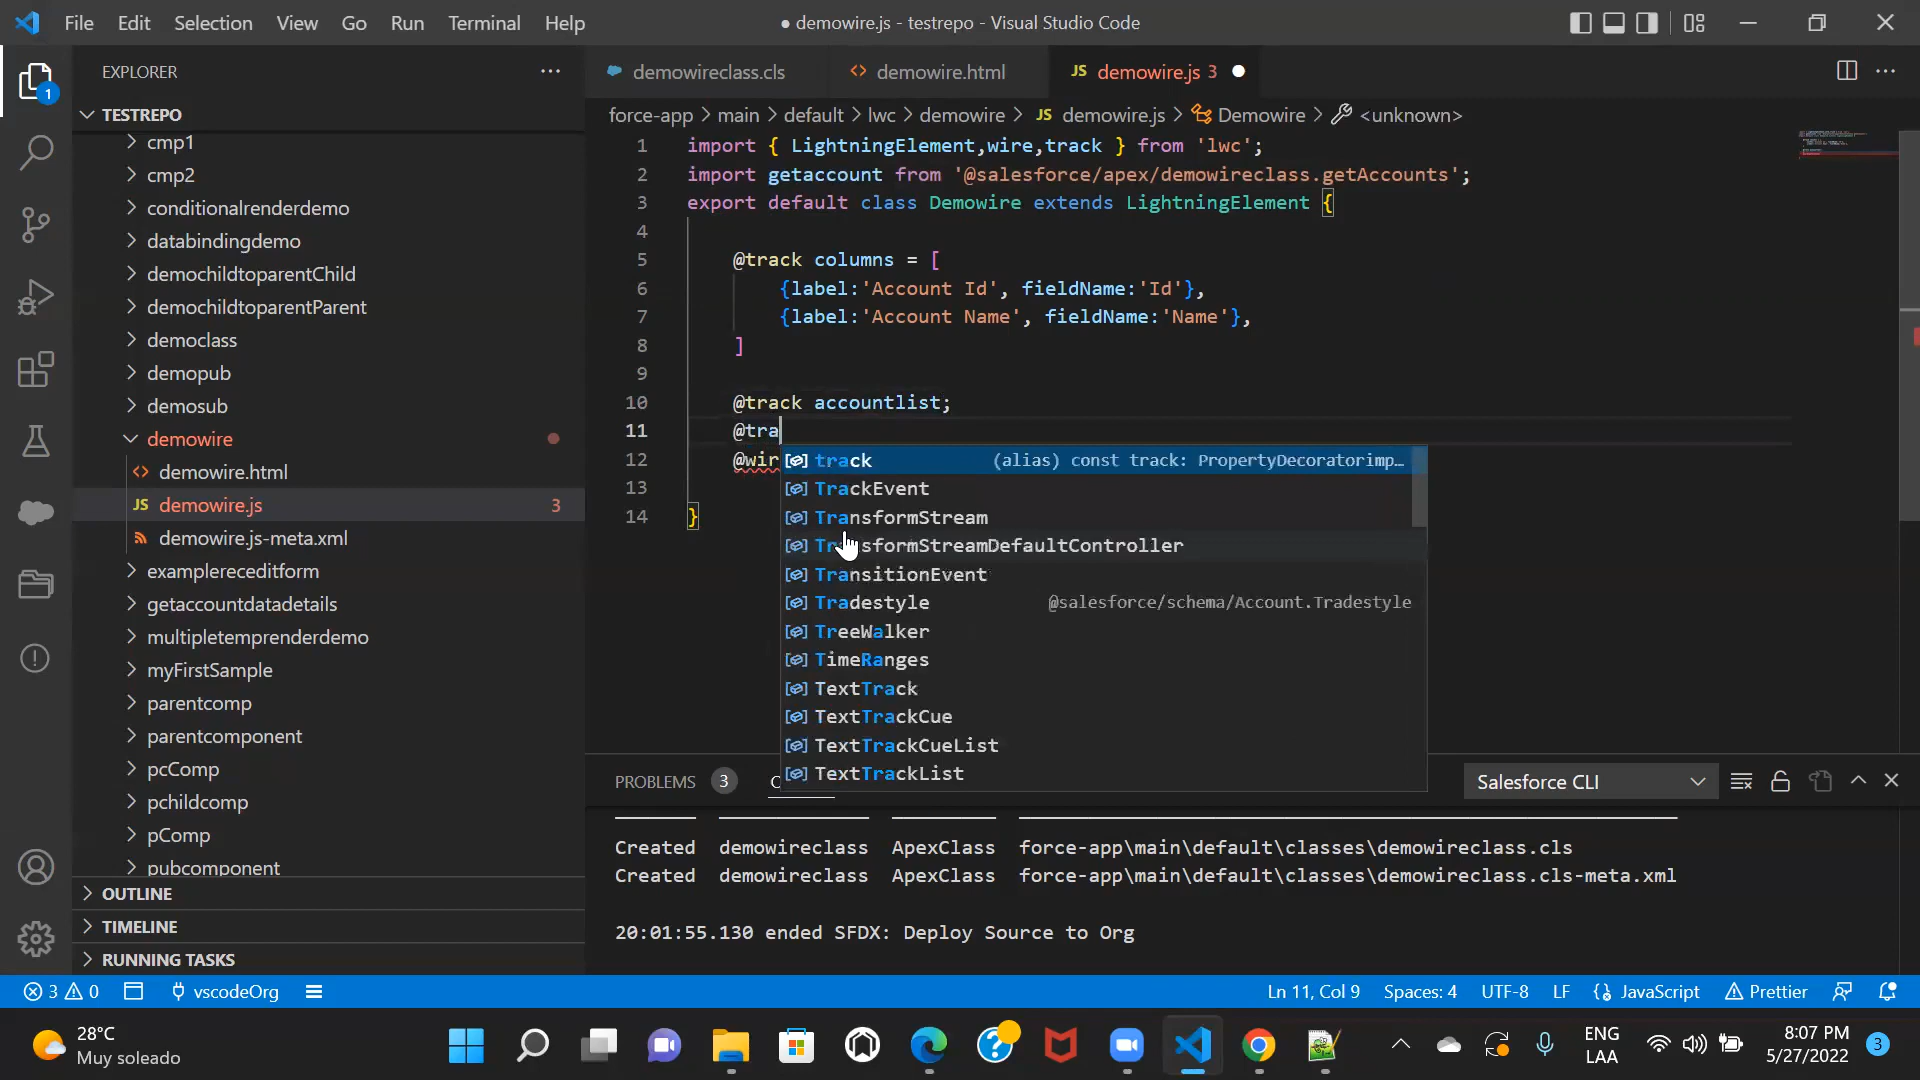 File Edit Selection View Go Run Terminal Help
● demowire.js - testrepo - Visual Studio Code
EXPLORER
TESTREPO
cmp1
cmp2
conditionalrenderdemo
databindingdemo
demochildtoparentChild
demochildtoparentParent
democlass
demopub
demosub
demowire
demowire.html
JS demowire.js 3
demowire.js-meta.xml
examplereceditform
getaccountdatadetails
multipletemprenderdemo
myFirstSample
parentcomp
parentcomponent
pcComp
pchildcomp
pComp
pubcomponent
OUTLINE
TIMELINE
RUNNING TASKS
1
demowireclass.cls
demowire.html
JS demowire.js 3
force-app > main > default > lwc > demowire > JS demowire.js > Demowire > <unknown>
1 import { LightningElement,wire,track } from 'lwc';
2 import getaccount from '@salesforce/apex/demowireclass.getAccounts';
3 export default class Demowire extends LightningElement {
4
5 @track columns = [
6 {label:'Account Id', fieldName:'Id'},
7 {label:'Account Name', fieldName:'Name'},
8 ]
9
10 @track accountlist;
11 @tra
12 @wir
13
14 }
track (alias) const track: PropertyDecoratorimp…
TrackEvent
TransformStream
TransformStreamDefaultController
TransitionEvent
Tradestyle @salesforce/schema/Account.Tradestyle
TreeWalker
TimeRanges
TextTrack
TextTrackCue
TextTrackCueList
TextTrackList
PROBLEMS 3
Salesforce CLI
Created demowireclass ApexClass force-app\main\default\classes\demowireclass.cls
Created demowireclass ApexClass force-app\main\default\classes\demowireclass.cls-meta.xml
20:01:55.130 ended SFDX: Deploy Source to Org
3 0 vscodeOrg
Ln 11, Col 9 Spaces: 4 UTF-8 LF {} JavaScript Prettier
28°C
Muy soleado
ENG
LAA
8:07 PM
5/27/2022
3